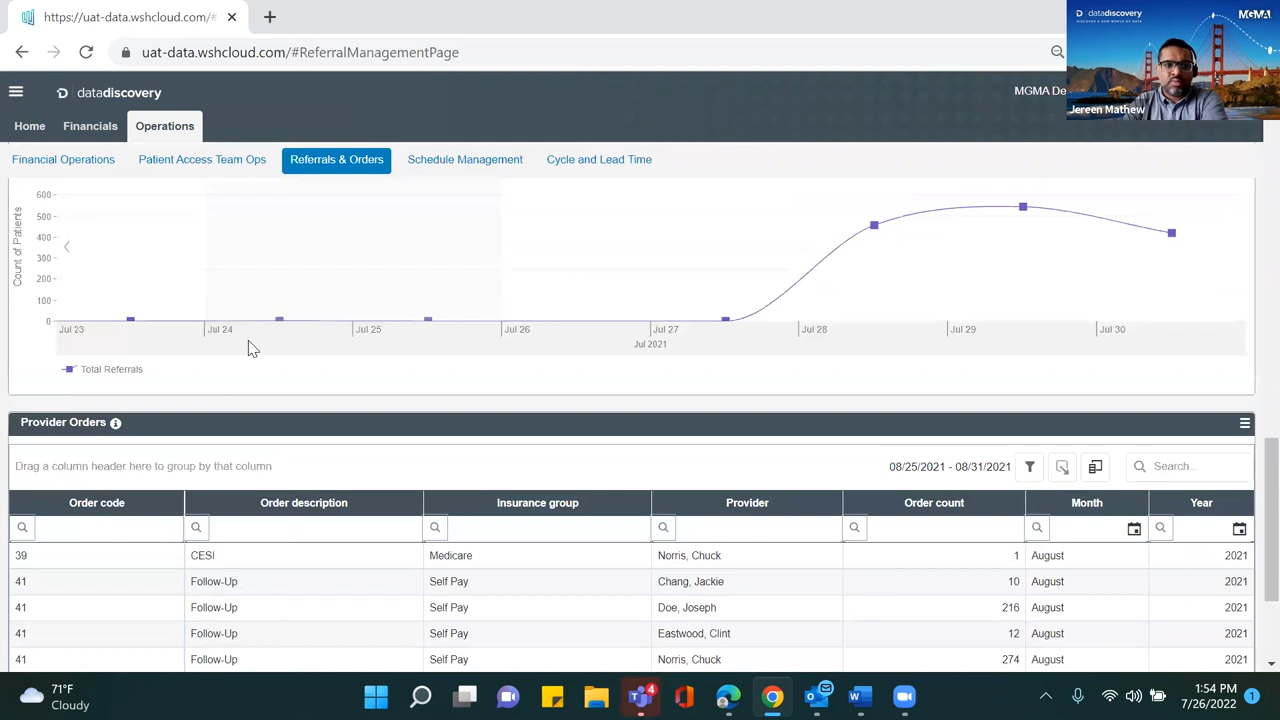 https://uat-data.wshcloud.com/#
uat-data.wshcloud.com/#ReferralManagementPage
datadiscovery
DISCOVER A NEW WORLD OF DATA
MGMA
Jereen Mathew
datadiscovery
MGMA De
Home Financials Operations
Financial Operations Patient Access Team Ops Referrals & Orders Schedule Management Cycle and Lead Time
Count of Patients
600
500
400
300
200
100
0
Jul 23 Jul 24 Jul 25 Jul 26 Jul 27 Jul 28 Jul 29 Jul 30
Jul 2021
Total Referrals
Provider Orders
Drag a column header here to group by that column
08/25/2021 - 08/31/2021
Search...
Order code Order description Insurance group Provider Order count Month Year
39 CESI Medicare Norris, Chuck 1 August 2021
41 Follow-Up Self Pay Chang, Jackie 10 August 2021
41 Follow-Up Self Pay Doe, Joseph 216 August 2021
41 Follow-Up Self Pay Eastwood, Clint 12 August 2021
41 Follow-Up Self Pay Norris, Chuck 274 August 2021
71°F
Cloudy
4
1:54 PM
7/26/2022
1